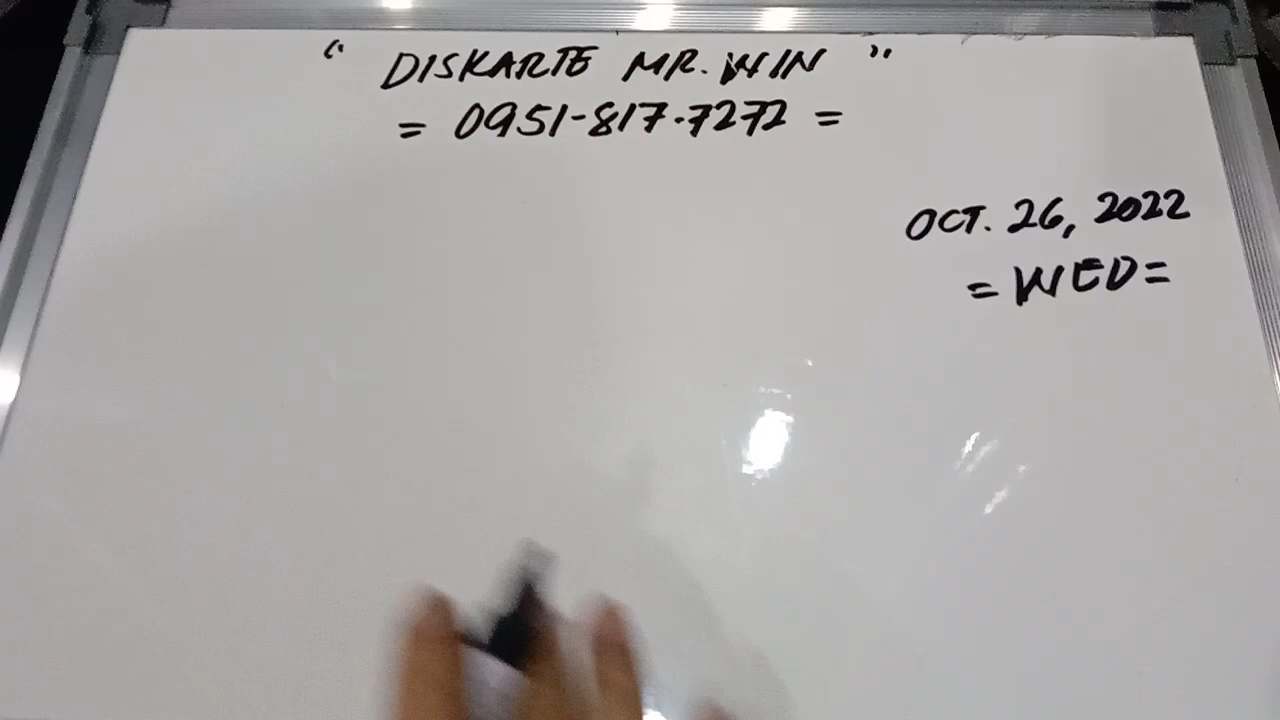 “ DISKARTE MR. WIN ”
= 0951-817.7272 =
OCT. 26, 2022
= WED =